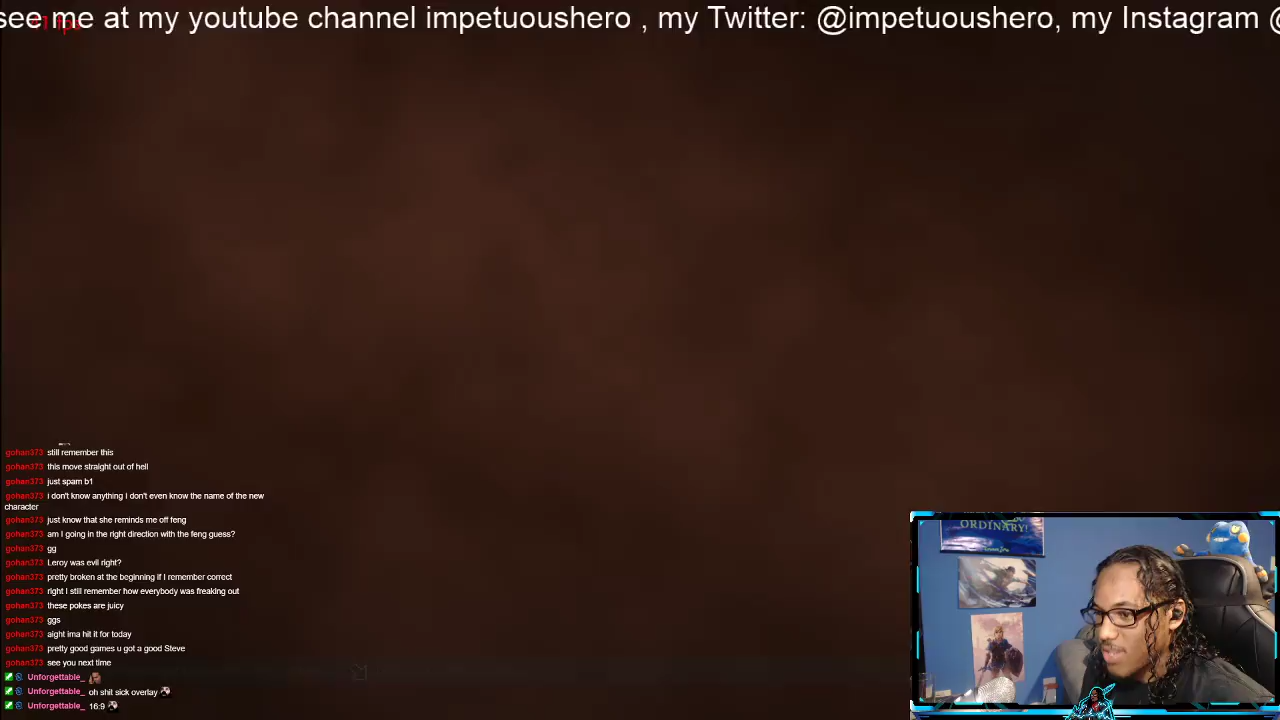 see me at my youtube channel impetuoushero , my Twitter: @impetuoushero, my Instagram @
gohan373 still remember this
gohan373 this move straight out of hell
gohan373 just spam b1
gohan373 i don't know anything I don't even know the name of the new
character
gohan373 just know that she reminds me off feng
gohan373 am I going in the right direction with the feng guess?
gohan373 gg
gohan373 Leroy was evil right?
gohan373 pretty broken at the beginning if I remember correct
gohan373 right I still remember how everybody was freaking out
gohan373 these pokes are juicy
gohan373 ggs
gohan373 aight ima hit it for today
gohan373 pretty good games u got a good Steve
gohan373 see you next time
Unforgettable_
Unforgettable_ oh shit sick overlay
Unforgettable_ 16:9
ORDINARY!